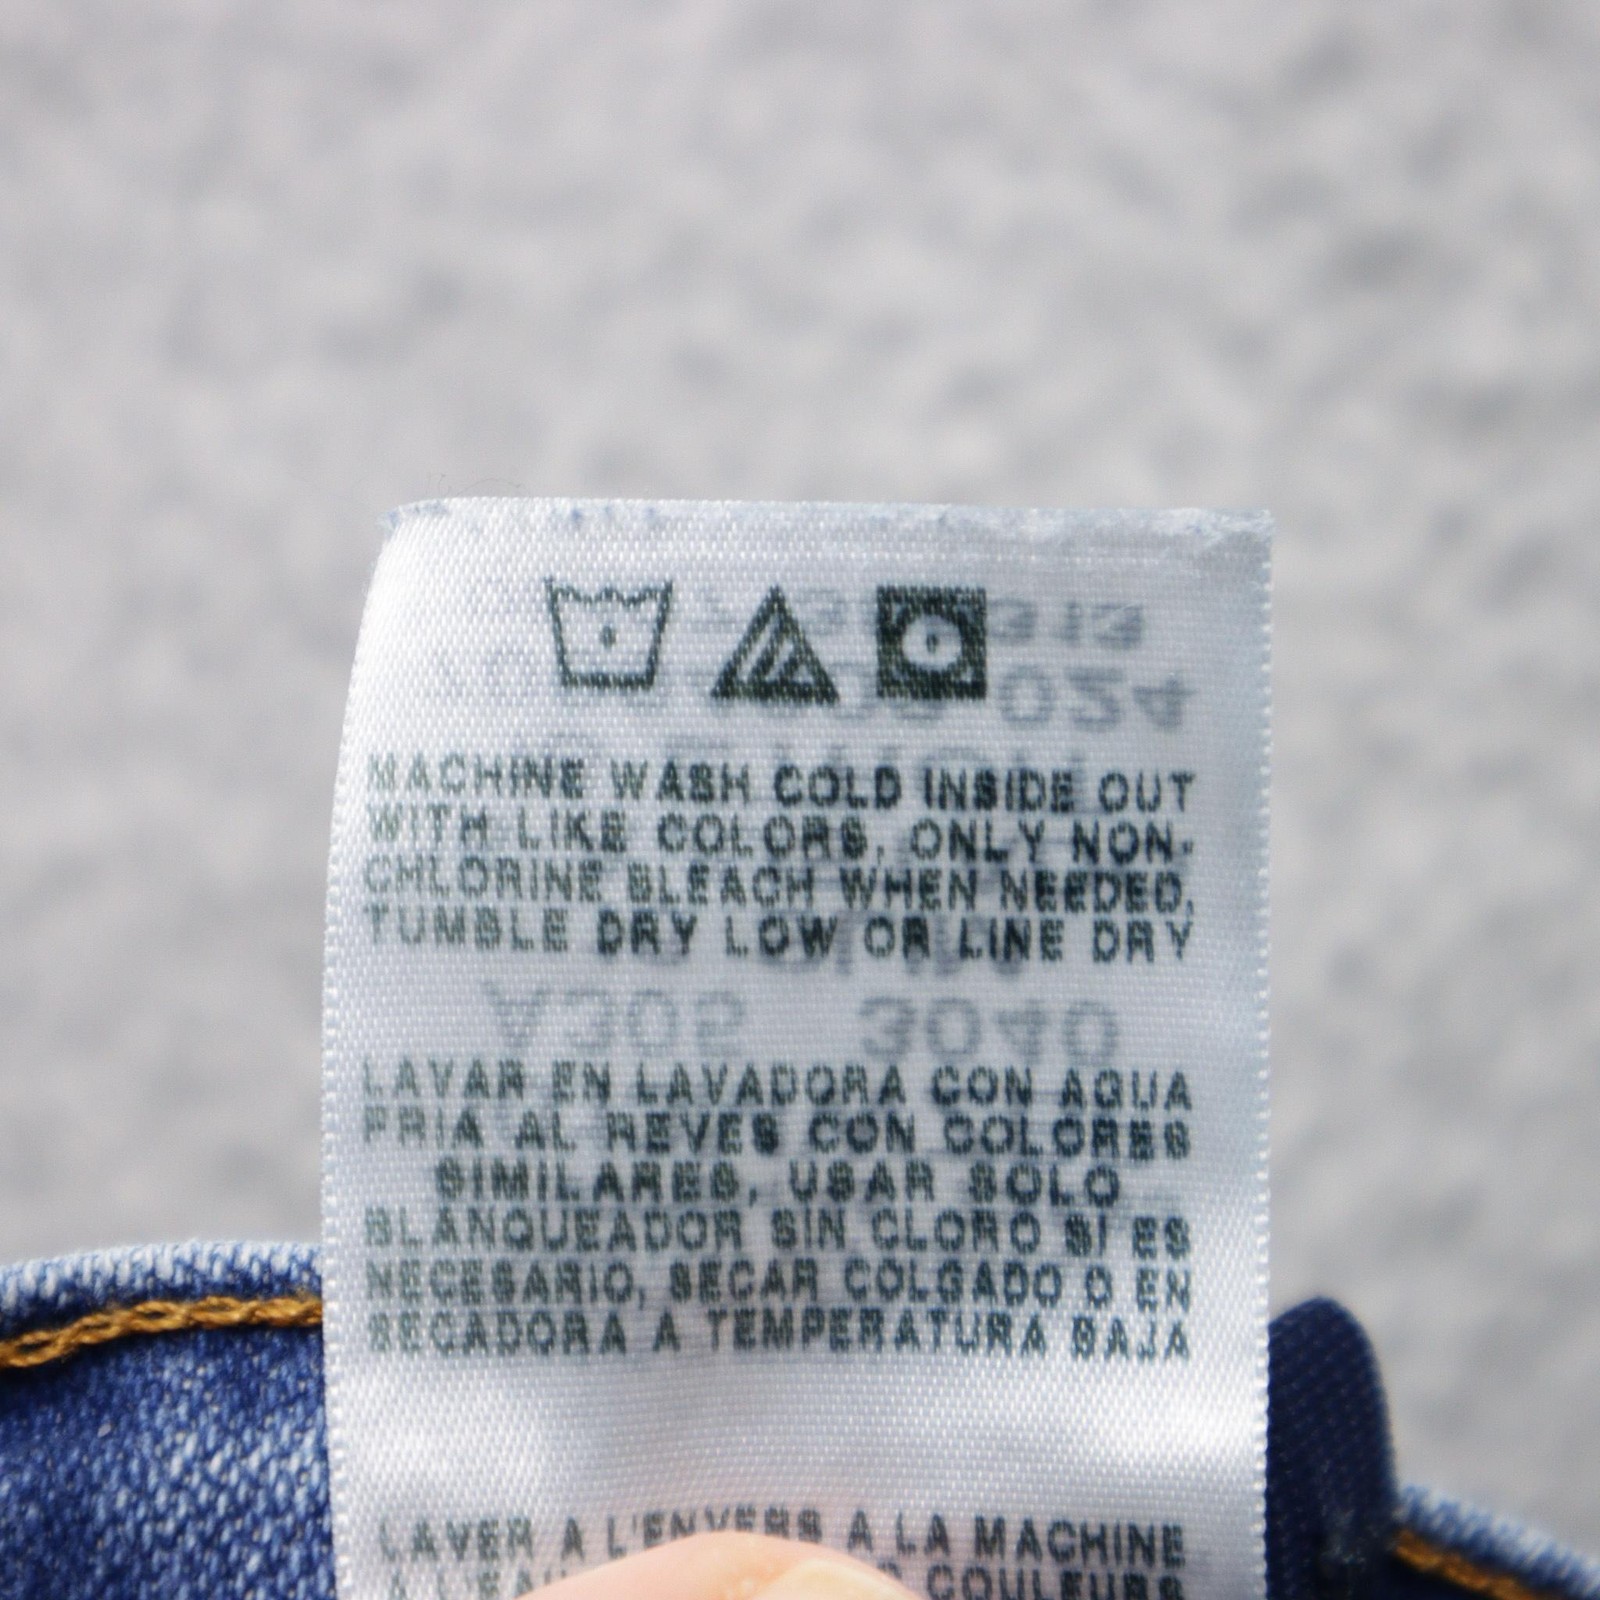 MACHINE WASH COLD INSIDE OUT
WITH LIKE COLORS, ONLY NON-
CHLORINE BLEACH WHEN NEEDED,
TUMBLE DRY LOW OR LINE DRY
LAVAR EN LAVADORA CON AGUA
FRIA AL REVES CON COLORES
SIMILARES, USAR SOLO
BLANQUEADOR SIN CLORO SI ES
NECESARIO, SECAR COLGADO O EN
SECADORA A TEMPERATURA BAJA
LAVER A L'ENVERS A LA MACHINE
COULEURS